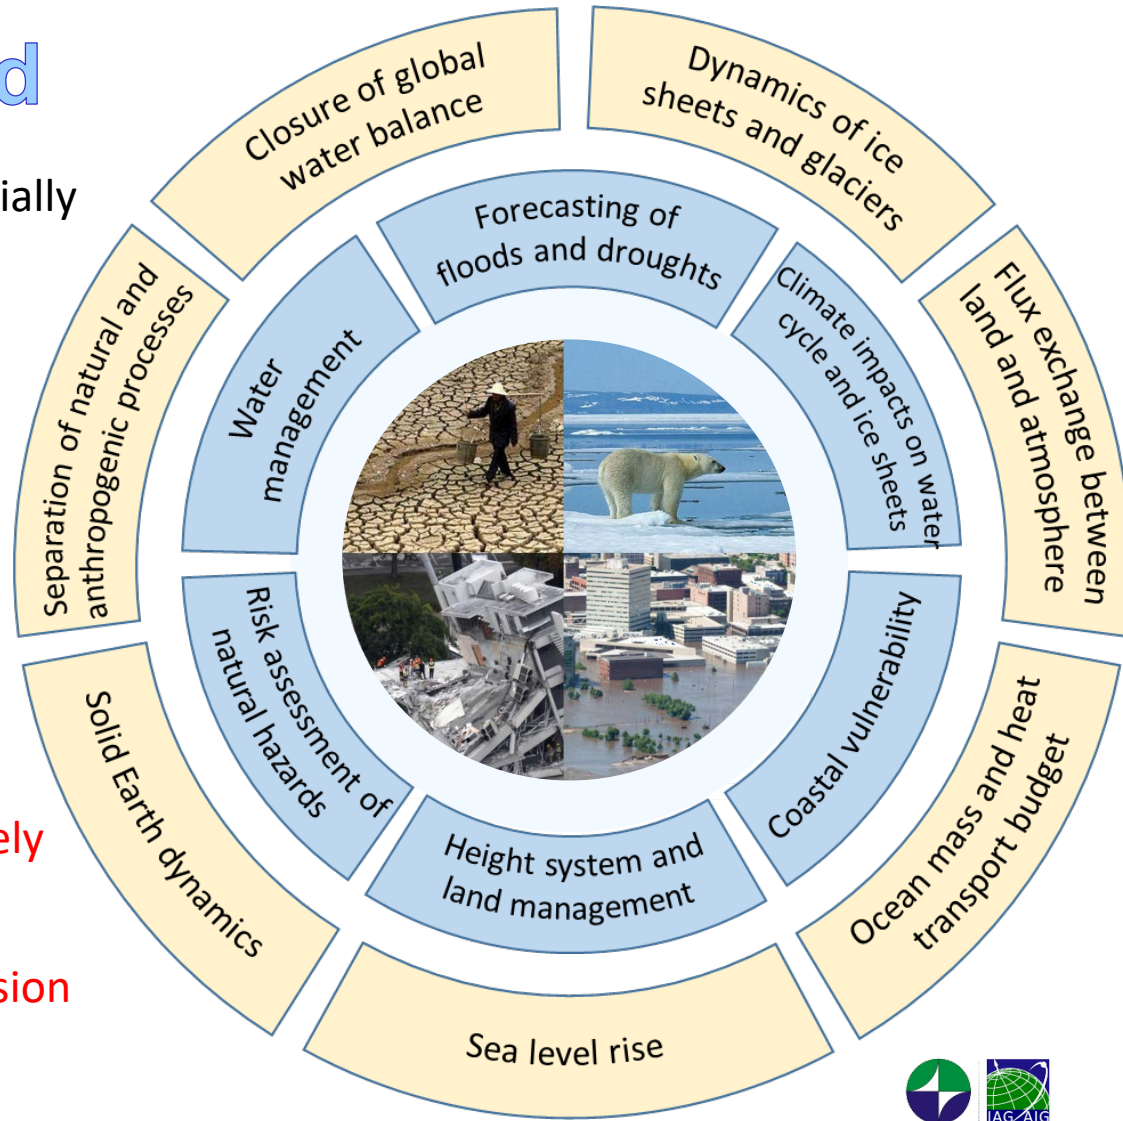 d
ially
ely
sion
Closure of global
water balance
Dynamics of ice
sheets and glaciers
Flux exchange between
land and atmosphere
Ocean mass and heat
transport budget
Sea level rise
Solid Earth dynamics
Separation of natural and
anthropogenic processes
Forecasting of
floods and droughts
Climate impacts on water
cycle and ice sheets
Coastal vulnerability
Height system and
land management
Risk assessment of
natural hazards
Water
management
IAG AIG